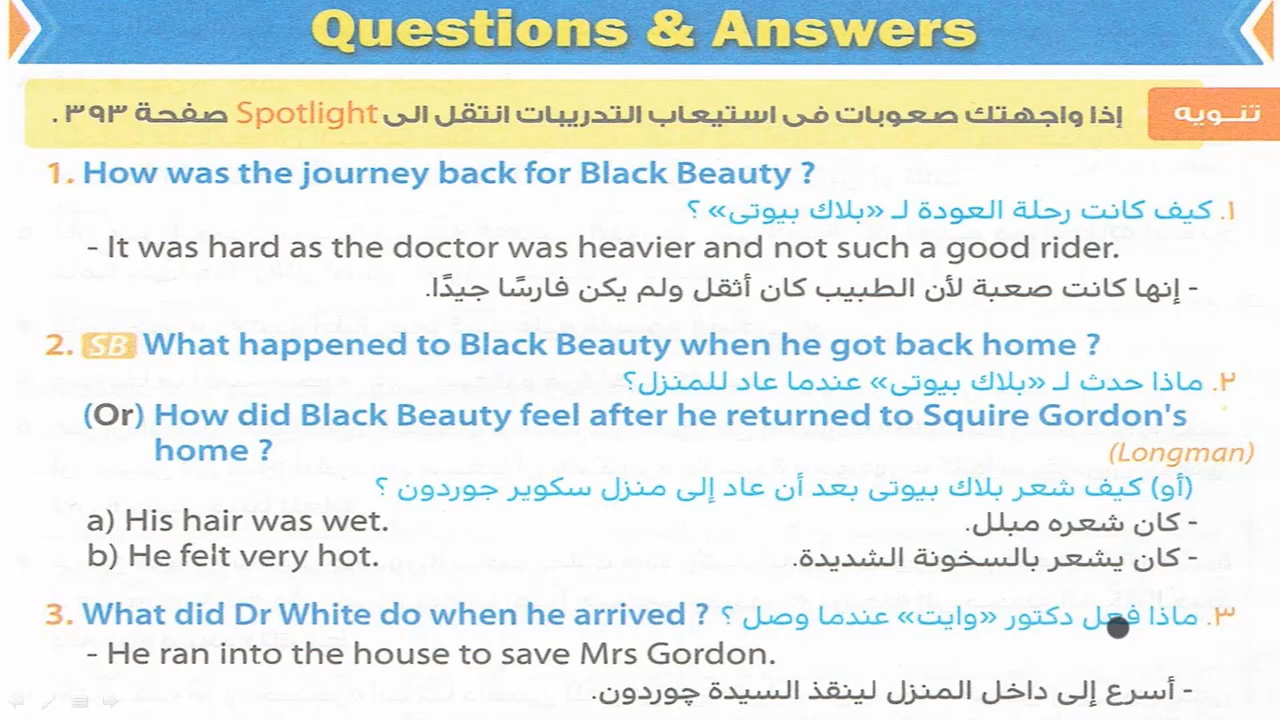 Questions & Answers
تنويه
إذا واجهتك صعوبات فى استيعاب التدريبات انتقل الى Spotlight صفحة ٣٩٣ .
1. How was the journey back for Black Beauty ?
١. كيف كانت رحلة العودة لـ «بلاك بيوتى» ؟
- It was hard as the doctor was heavier and not such a good rider.
- إنها كانت صعبة لأن الطبيب كان أثقل ولم يكن فارسًا جيدًا.
2. SB What happened to Black Beauty when he got back home ?
٢. ماذا حدث لـ «بلاك بيوتى» عندما عاد للمنزل؟
(Or) How did Black Beauty feel after he returned to Squire Gordon's
home ? (Longman)
(أو) كيف شعر بلاك بيوتى بعد أن عاد إلى منزل سكوير جوردون ؟
a) His hair was wet. - كان شعره مبلل.
b) He felt very hot. - كان يشعر بالسخونة الشديدة.
3. What did Dr White do when he arrived ? ٣. ماذا فعل دكتور «وايت» عندما وصل ؟
- He ran into the house to save Mrs Gordon.
- أسرع إلى داخل المنزل لينقذ السيدة چوردون.